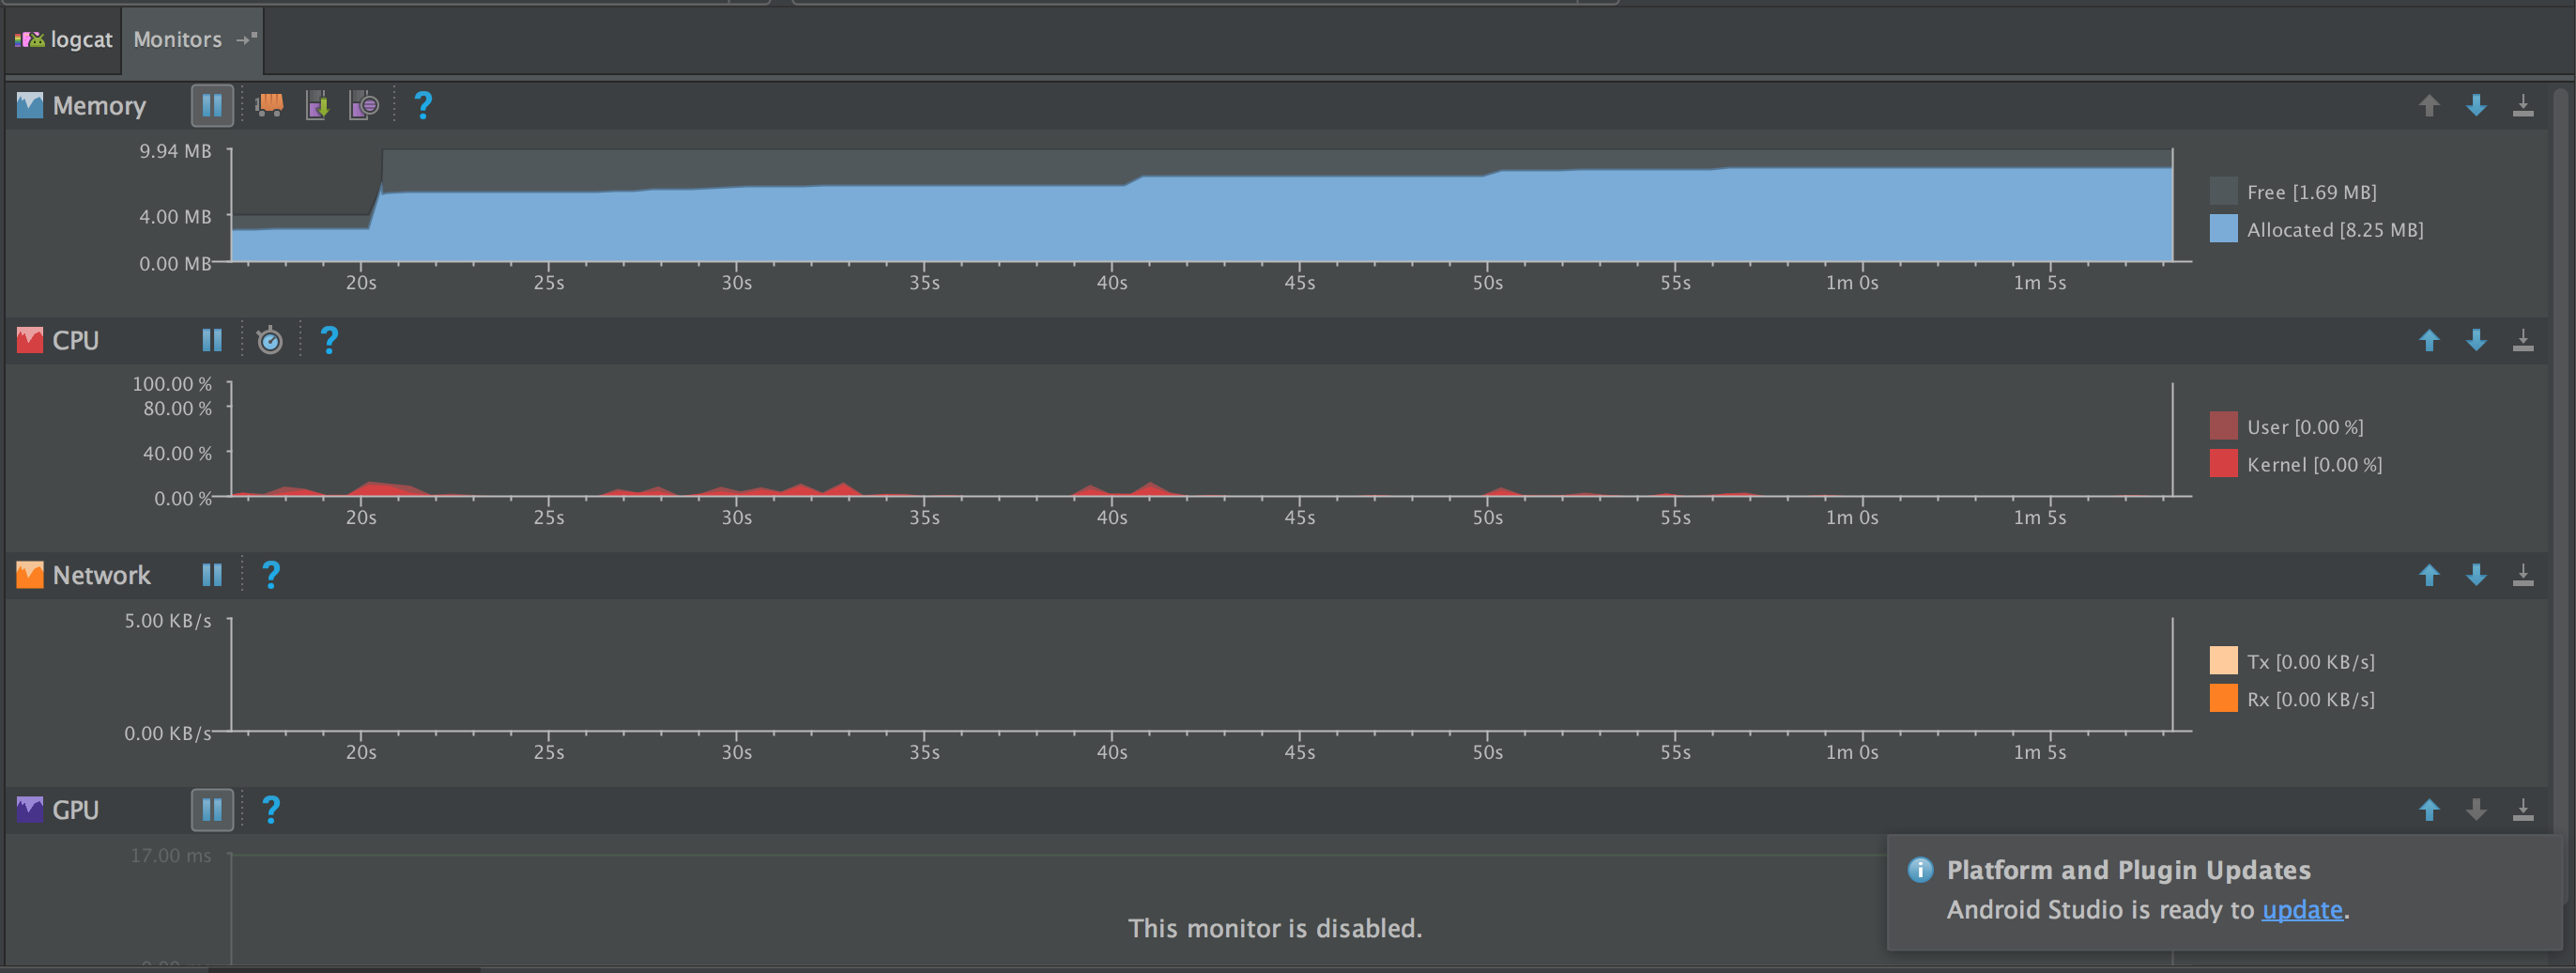 logcat Monitors
Memory
9.94 MB
4.00 MB
0.00 MB
20s 25s 30s 35s 40s 45s 50s 55s 1m 0s 1m 5s
Free [1.69 MB]
Allocated [8.25 MB]
CPU
100.00 %
80.00 %
40.00 %
0.00 %
20s 25s 30s 35s 40s 45s 50s 55s 1m 0s 1m 5s
User [0.00 %]
Kernel [0.00 %]
Network
5.00 KB/s
0.00 KB/s
20s 25s 30s 35s 40s 45s 50s 55s 1m 0s 1m 5s
Tx [0.00 KB/s]
Rx [0.00 KB/s]
GPU
17.00 ms
This monitor is disabled.
Platform and Plugin Updates
Android Studio is ready to update.